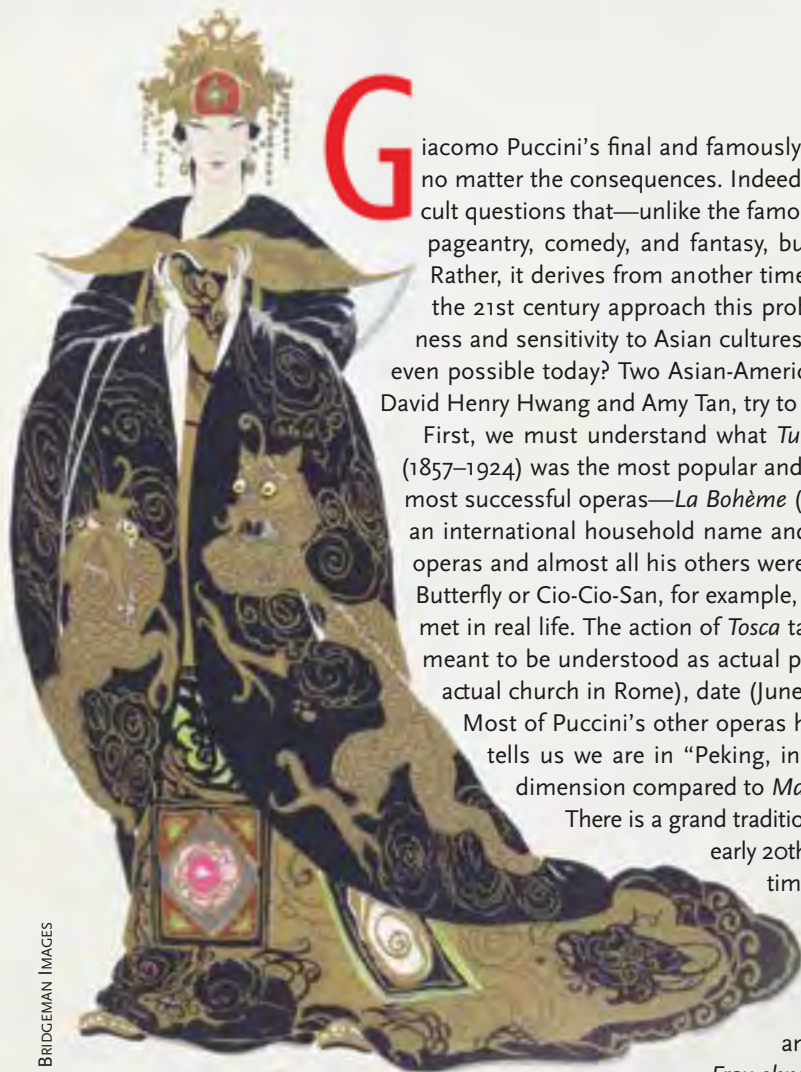 Giacomo Puccini’s final and famously
no matter the consequences. Indeed
cult questions that—unlike the famo
pageantry, comedy, and fantasy, bu
Rather, it derives from another time
the 21st century approach this prol
ness and sensitivity to Asian cultures
even possible today? Two Asian-Americ
David Henry Hwang and Amy Tan, try to
First, we must understand what Tu
(1857–1924) was the most popular and
most successful operas—La Bohème (
an international household name and
operas and almost all his others were
Butterfly or Cio-Cio-San, for example,
met in real life. The action of Tosca ta
meant to be understood as actual p
actual church in Rome), date (June
Most of Puccini’s other operas h
tells us we are in “Peking, in
dimension compared to Ma
There is a grand traditio
early 20th
tim
an
BRIDGEMAN IMAGES